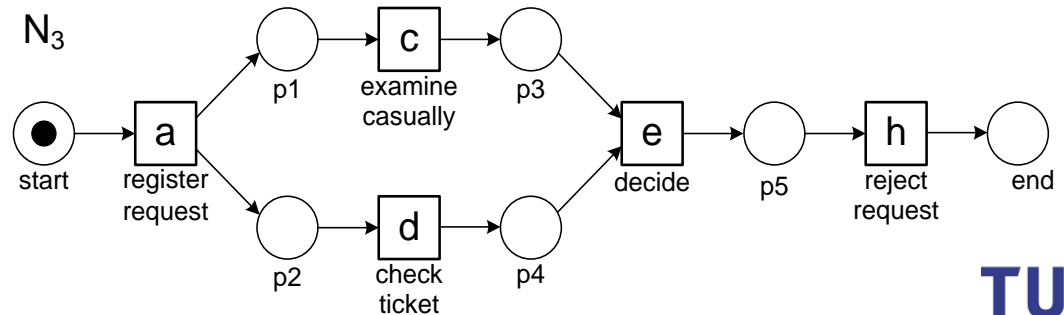 N3
start
a
register
request
p1
p2
c
examine
casually
d
check
ticket
p3
p4
e
decide
p5
h
reject
request
end
TU